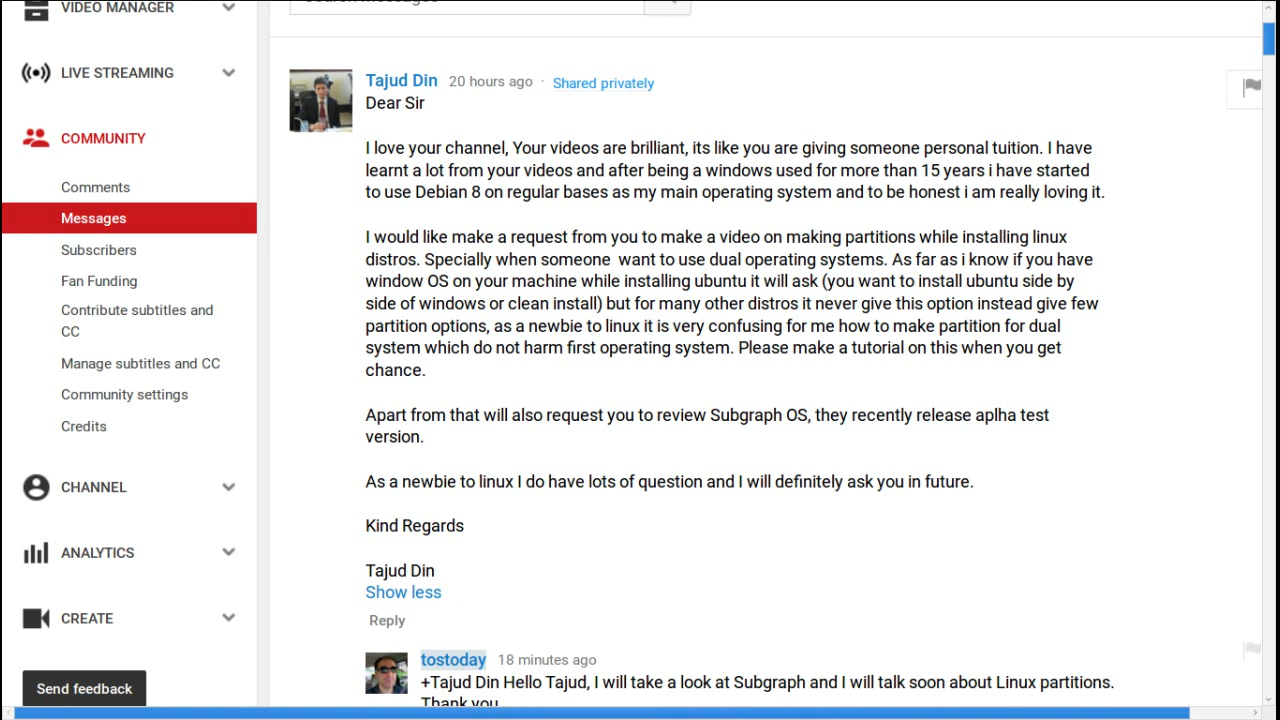 VIDEO MANAGER
LIVE STREAMING
COMMUNITY
Comments
Messages
Subscribers
Fan Funding
Contribute subtitles and
CC
Manage subtitles and CC
Community settings
Credits
CHANNEL
ANALYTICS
CREATE
Send feedback
Tajud Din 20 hours ago · Shared privately
Dear Sir
I love your channel, Your videos are brilliant, its like you are giving someone personal tuition. I have
learnt a lot from your videos and after being a windows used for more than 15 years i have started
to use Debian 8 on regular bases as my main operating system and to be honest i am really loving it.
I would like make a request from you to make a video on making partitions while installing linux
distros. Specially when someone want to use dual operating systems. As far as i know if you have
window OS on your machine while installing ubuntu it will ask (you want to install ubuntu side by
side of windows or clean install) but for many other distros it never give this option instead give few
partition options, as a newbie to linux it is very confusing for me how to make partition for dual
system which do not harm first operating system. Please make a tutorial on this when you get
chance.
Apart from that will also request you to review Subgraph OS, they recently release aplha test
version.
As a newbie to linux I do have lots of question and I will definitely ask you in future.
Kind Regards
Tajud Din
Show less
Reply
tostoday 18 minutes ago
+Tajud Din Hello Tajud, I will take a look at Subgraph and I will talk soon about Linux partitions.
Thank you